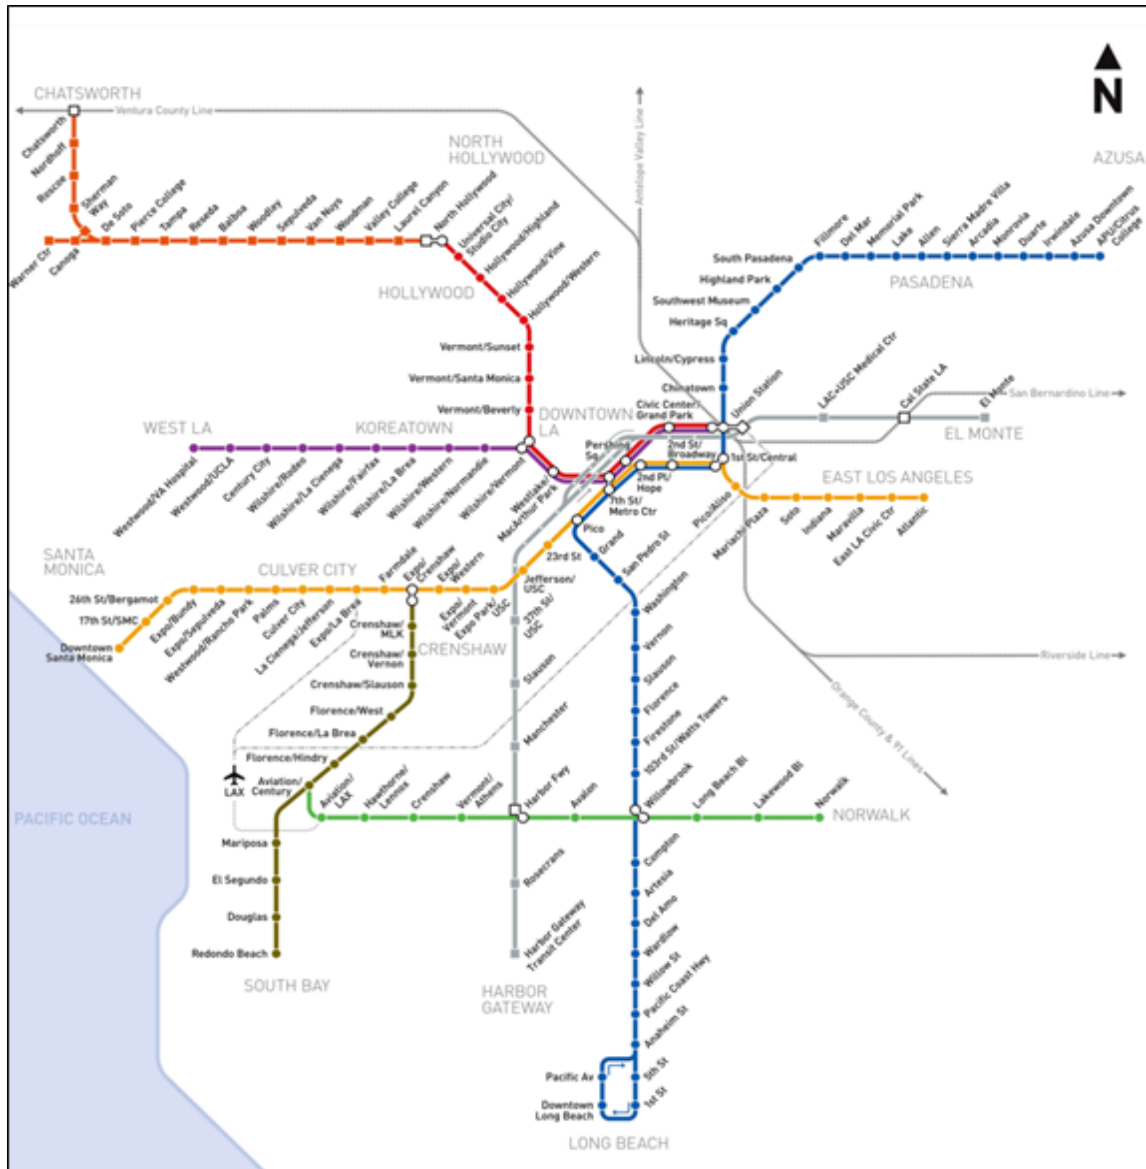 N
CHATSWORTH
Ventura County Line
Antelope Valley Line
NORTH
HOLLYWOOD
AZUSA
Chatsworth
Nordhoff
Roscoe
Sherman
Way
Warner Ctr
Canoga
De Soto
Pierce College
Tampa
Reseda
Balboa
Woodley
Sepulveda
Van Nuys
Woodman
Valley College
Laurel Canyon
North Hollywood
Universal City/
Studio City
Hollywood/Highland
Hollywood/Vine
Hollywood/Western
HOLLYWOOD
Vermont/Sunset
Vermont/Santa Monica
Vermont/Beverly
Fillmore
Del Mar
Memorial Park
Lake
Allen
Sierra Madre Villa
Arcadia
Monrovia
Duarte
Irwindale
Azusa Downtown
APU/Citrus
College
PASADENA
South Pasadena
Highland Park
Southwest Museum
Heritage Sq
Lincoln/Cypress
Chinatown
Union Station
LAC+USC Medical Ctr
Cal State LA
El Monte
San Bernardino Line
EL MONTE
DOWNTOWN
LA
Civic Center/
Grand Park
Pershing
Sq
2nd St/
Broadway
1st St/Central
2nd Pl/
Hope
7th St/
Metro Ctr
WEST LA
KOREATOWN
Westwood/VA Hospital
Westwood/UCLA
Century City
Wilshire/Rodeo
Wilshire/La Cienega
Wilshire/Fairfax
Wilshire/La Brea
Wilshire/Western
Wilshire/Normandie
Wilshire/Vermont
Westlake/
MacArthur Park
EAST LOS ANGELES
Pico/Aliso
Mariachi Plaza
Soto
Indiana
Maravilla
East LA Civic Ctr
Atlantic
Pico
Grand
San Pedro St
Washington
Vernon
Slauson
Florence
Firestone
103rd St/Watts Towers
Willowbrook
SANTA
MONICA
CULVER CITY
Downtown
Santa Monica
17th St/SMC
26th St/Bergamot
Expo/Bundy
Expo/Sepulveda
Westwood/Rancho Park
Palms
Culver City
La Cienega/Jefferson
Expo/La Brea
Farmdale
Expo/
Crenshaw
Expo/
Western
Expo/
Vermont
Expo Park/
USC
Jefferson/
USC
23rd St
37th St/
USC
Slauson
Manchester
Harbor Fwy
Rosecrans
Harbor Gateway
Transit Center
HARBOR
GATEWAY
Crenshaw/
MLK
Crenshaw/
Vernon
CRENSHAW
Crenshaw/Slauson
Florence/West
Florence/La Brea
Florence/Hindry
Aviation/
Century
LAX
Aviation/
LAX
Hawthorne/
Lennox
Crenshaw
Vermont/
Athens
Avalon
Long Beach Bl
Lakewood Bl
Norwalk
NORWALK
Riverside Line
Orange County & 91 Lines
PACIFIC OCEAN
Mariposa
El Segundo
Douglas
Redondo Beach
SOUTH BAY
Compton
Artesia
Del Amo
Wardlow
Willow St
Pacific Coast Hwy
Anaheim St
Pacific Av
5th St
Downtown
Long Beach
1st St
LONG BEACH